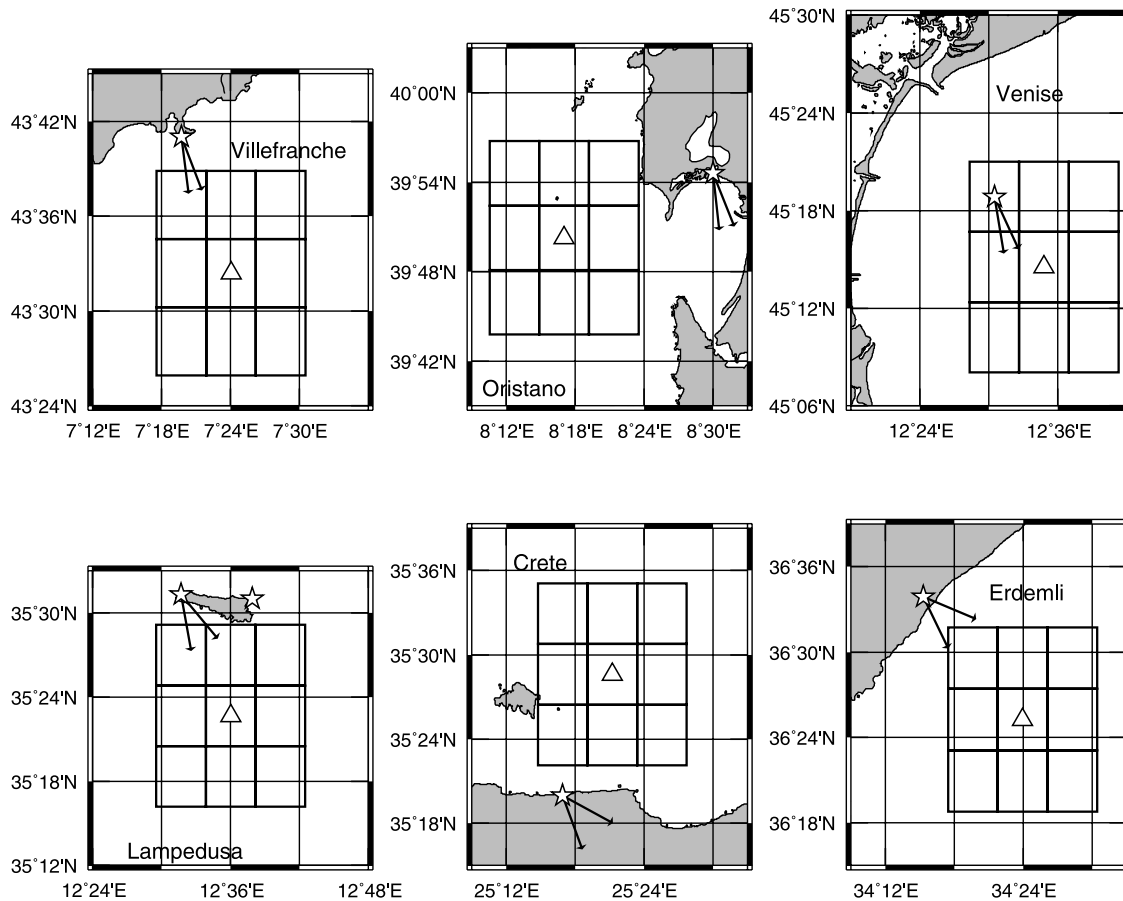 43˚42'N
43˚36'N
43˚30'N
43˚24'N
7˚12'E
7˚18'E
7˚24'E
7˚30'E
Villefranche
40˚00'N
39˚54'N
39˚48'N
39˚42'N
8˚12'E
8˚18'E
8˚24'E
8˚30'E
Oristano
45˚30'N
45˚24'N
45˚18'N
45˚12'N
45˚06'N
12˚24'E
12˚36'E
Venise
35˚30'N
35˚24'N
35˚18'N
35˚12'N
12˚24'E
12˚36'E
12˚48'E
Lampedusa
35˚36'N
35˚30'N
35˚24'N
35˚18'N
25˚12'E
25˚24'E
Crete
36˚36'N
36˚30'N
36˚24'N
36˚18'N
34˚12'E
34˚24'E
Erdemli